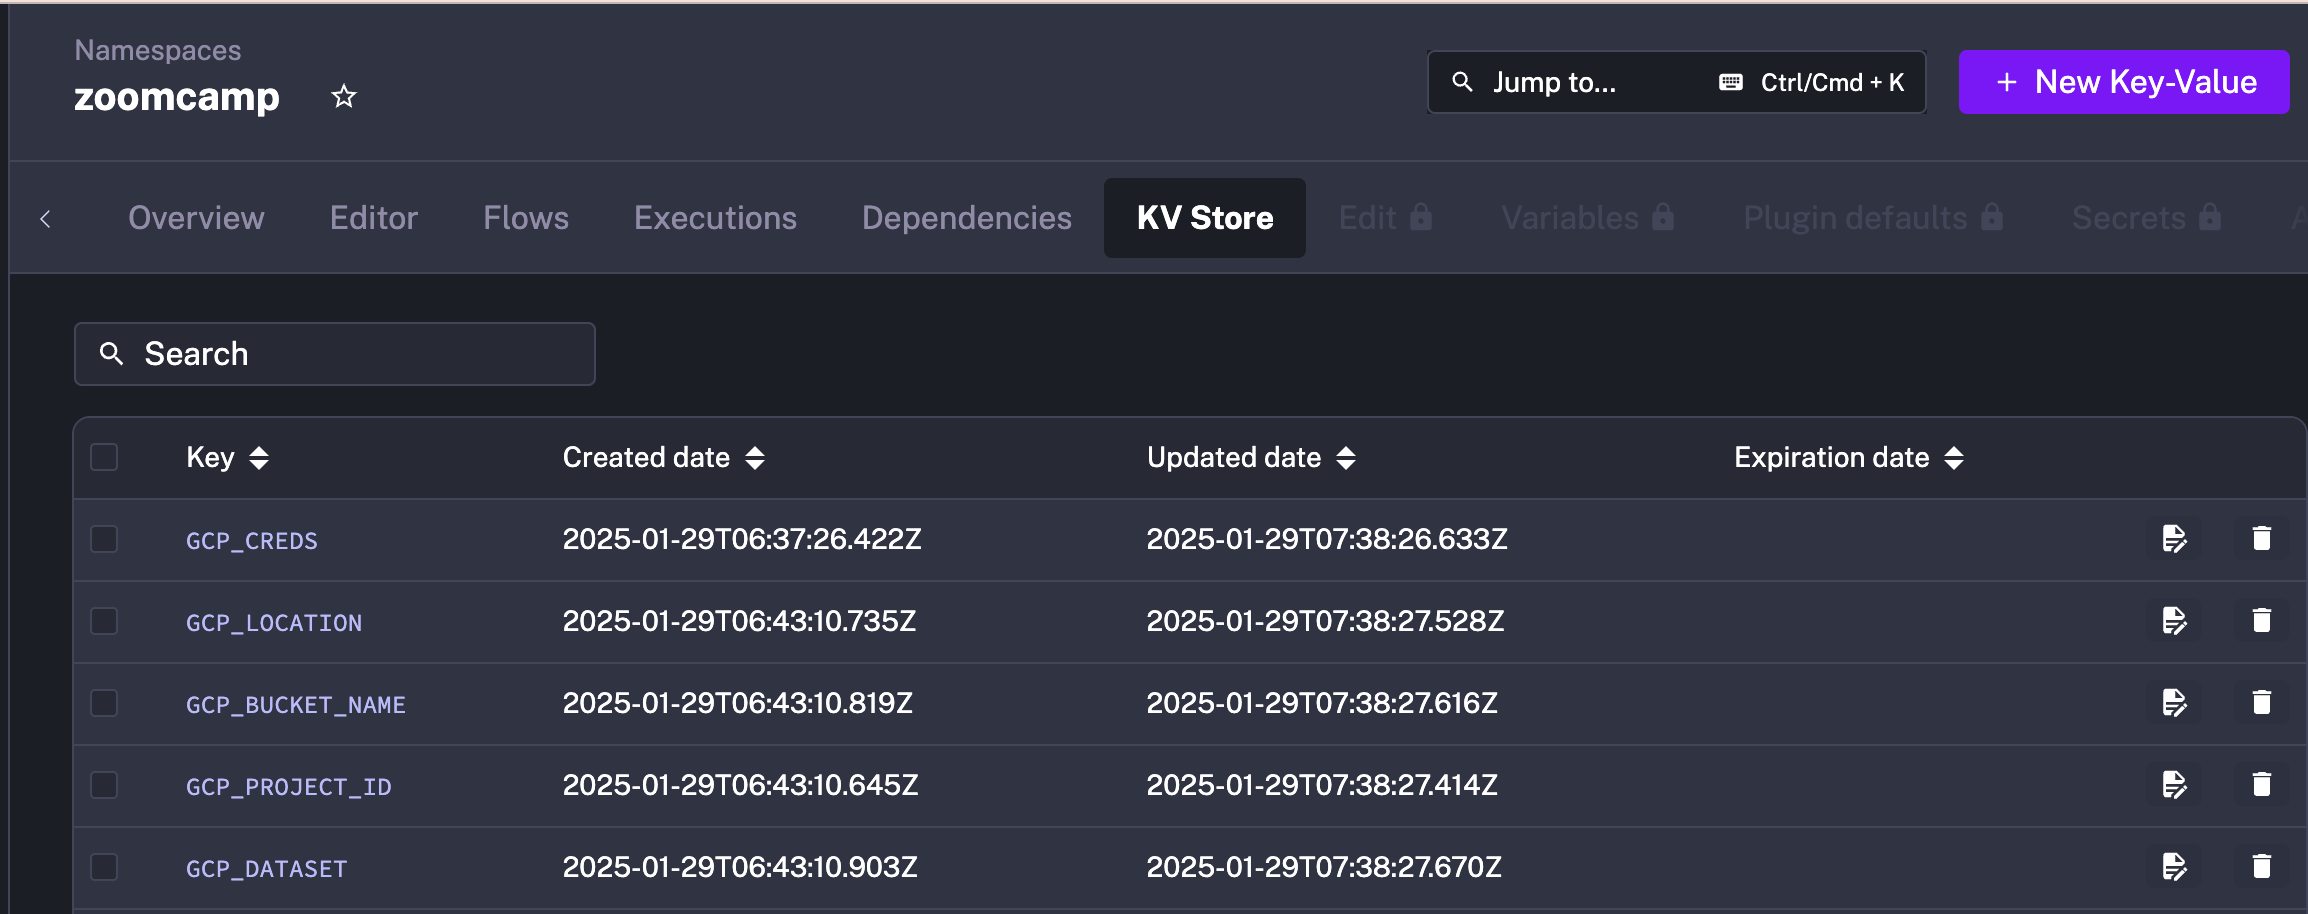 Namespaces
zoomcamp
Jump to... Ctrl/Cmd + K
+ New Key-Value
Overview Editor Flows Executions Dependencies KV Store Edit Variables Plugin defaults Secrets A
Search
Key Created date Updated date Expiration date
GCP_CREDS 2025-01-29T06:37:26.422Z 2025-01-29T07:38:26.633Z
GCP_LOCATION 2025-01-29T06:43:10.735Z 2025-01-29T07:38:27.528Z
GCP_BUCKET_NAME 2025-01-29T06:43:10.819Z 2025-01-29T07:38:27.616Z
GCP_PROJECT_ID 2025-01-29T06:43:10.645Z 2025-01-29T07:38:27.414Z
GCP_DATASET 2025-01-29T06:43:10.903Z 2025-01-29T07:38:27.670Z